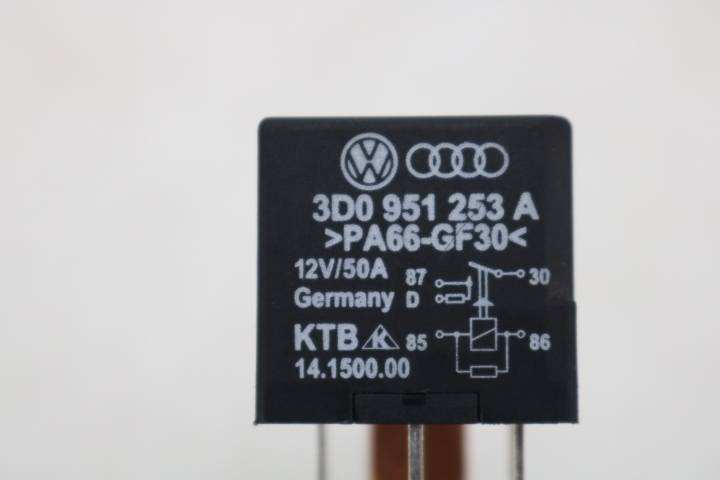 3D0 951 253 A
>PA66-GF30<
12V/50A
Germany
KTB K
14.1500.00
87 30
D
85 86